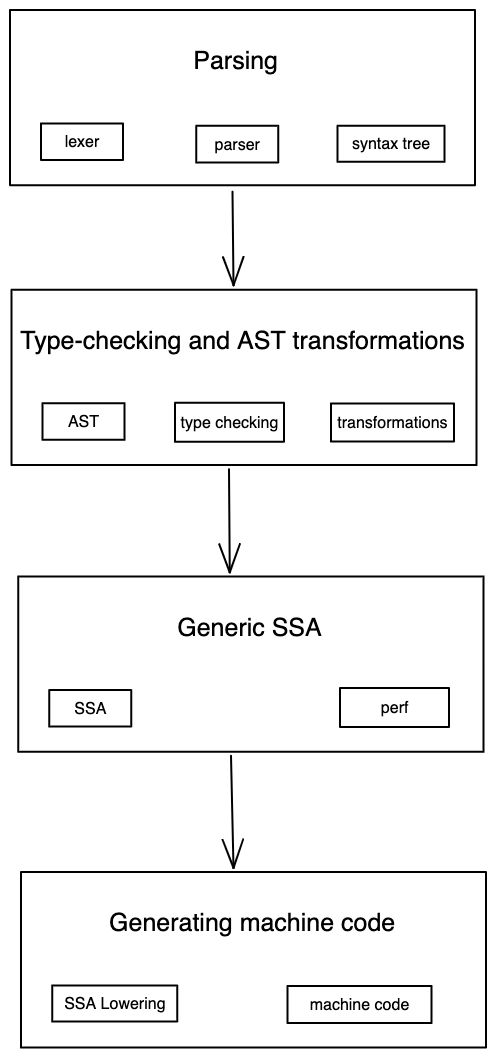 Parsing
lexer
parser
syntax tree
Type-checking and AST transformations
AST
type checking
transformations
Generic SSA
SSA
perf
Generating machine code
SSA Lowering
machine code